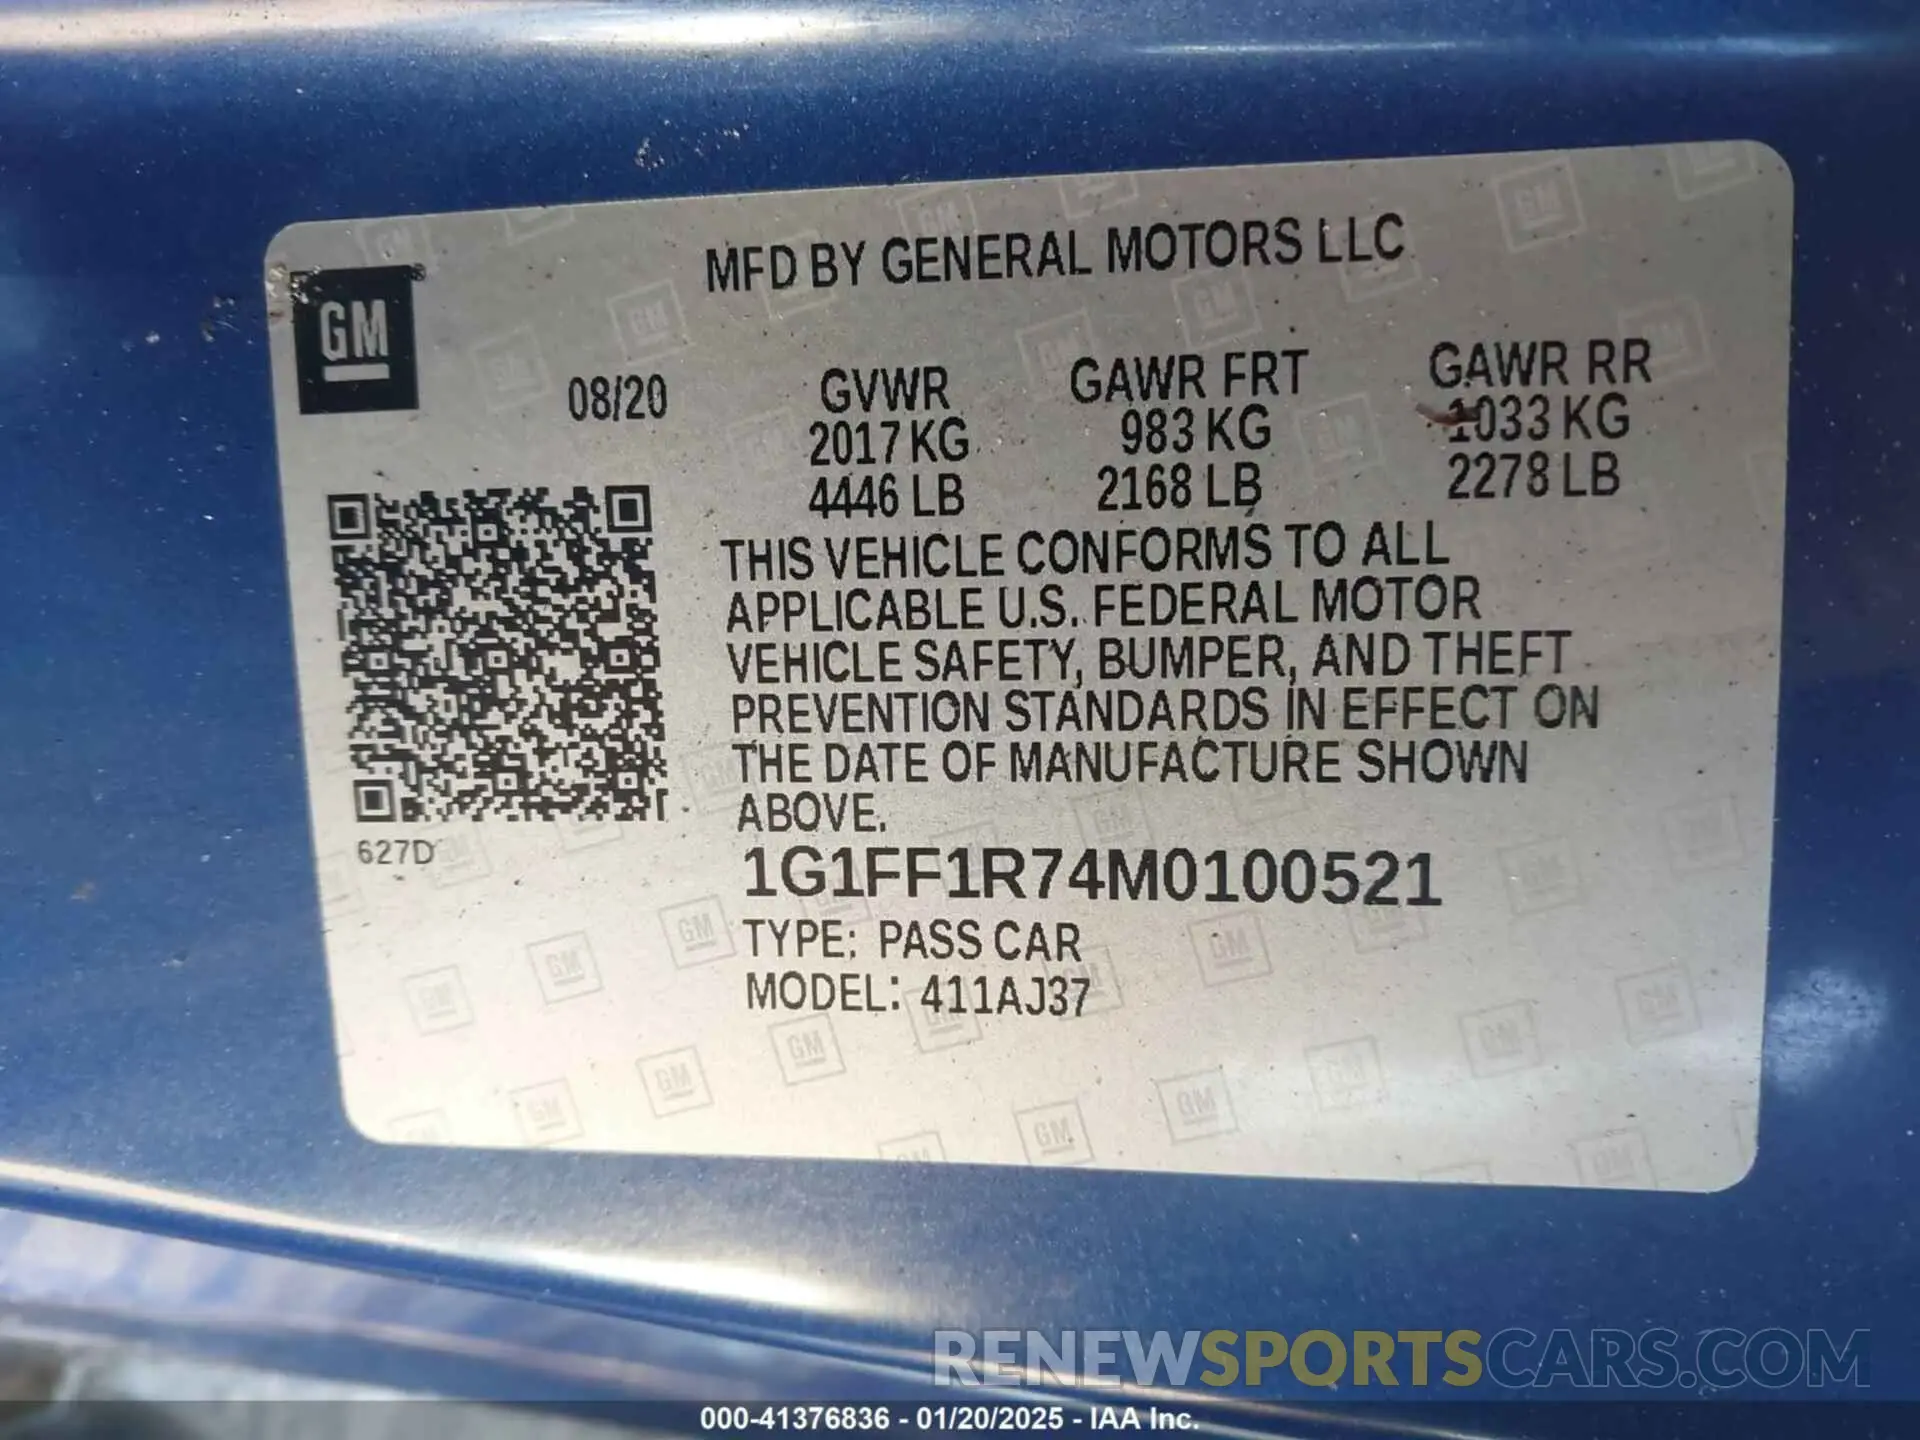 MFD BY GENERAL MOTORS LLC
GM
08/20
GVWR GAWR FRT GAWR RR
2017 KG 983 KG 1033 KG
4446 LB 2168 LB 2278 LB
THIS VEHICLE CONFORMS TO ALL
APPLICABLE U.S. FEDERAL MOTOR
VEHICLE SAFETY, BUMPER, AND THEFT
PREVENTION STANDARDS IN EFFECT ON
THE DATE OF MANUFACTURE SHOWN
ABOVE.
627D
1G1FF1R74M0100521
TYPE: PASS CAR
MODEL: 411AJ37
RENEWSPORTSCARS.COM
000-41376836 - 01/20/2025 - IAA Inc.